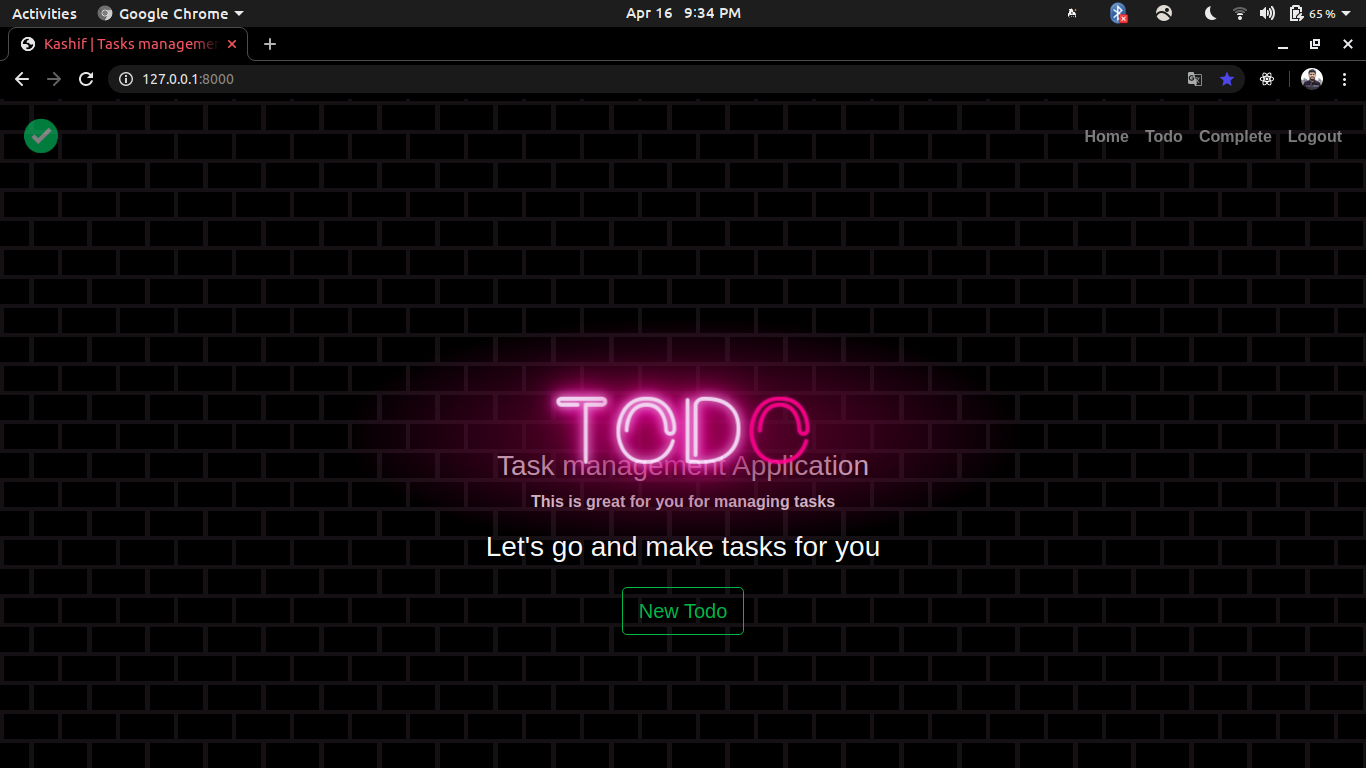 Activities Google Chrome Apr 16 9:34 PM 65 %
Kashif | Tasks manageme
127.0.0.1:8000
Home Todo Complete Logout
TODO
Task management Application
This is great for you for managing tasks
Let's go and make tasks for you
New Todo